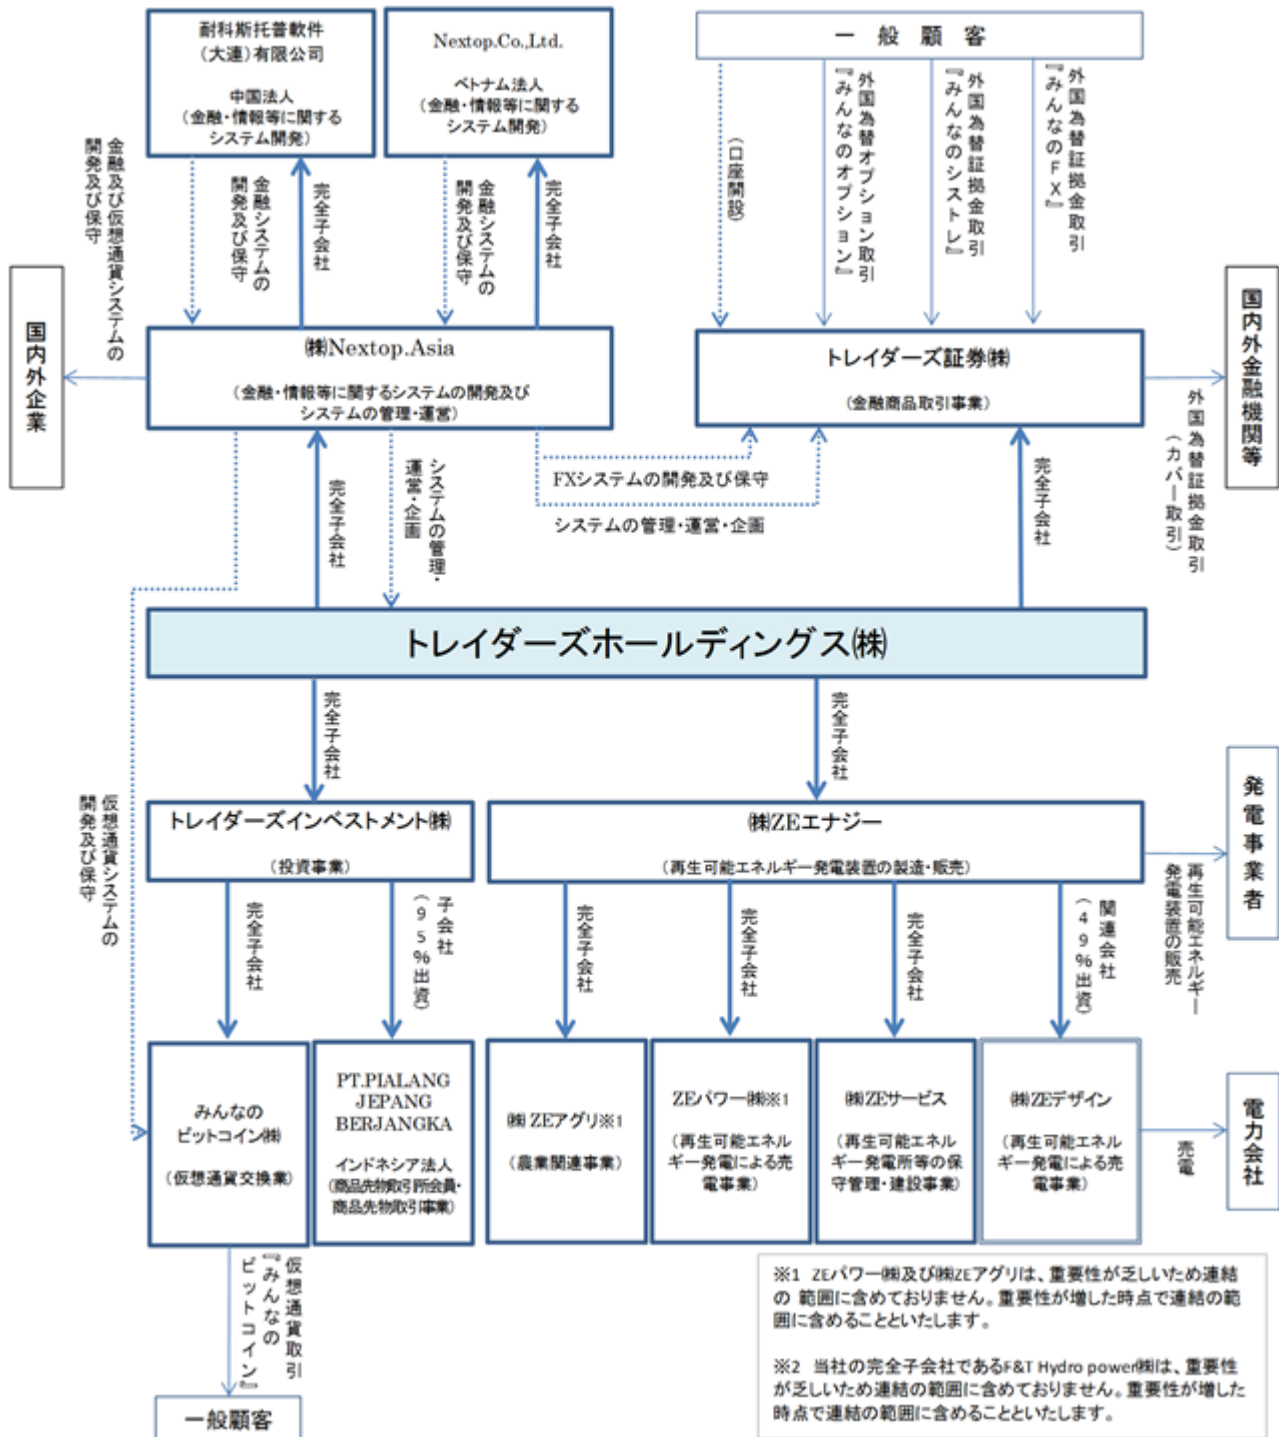 耐科斯托普軟件
（大連）有限公司
中国法人
（金融・情報等に関する
システム開発）
Nextop.Co.,Ltd.
ベトナム法人
（金融・情報等に関する
システム開発）
一般顧客
金融及び仮想通貨システムの
開発及び保守
金融システムの
開発及び保守
完全子会社
金融システムの
開発及び保守
完全子会社
（口座開設）
外国為替オプション取引
『みんなのオプション』
外国為替証拠金取引
『みんなのシストレ』
外国為替証拠金取引
『みんなのFX』
国内外企業
㈱Nextop.Asia
（金融・情報等に関するシステムの開発及び
システムの管理・運営）
トレイダーズ証券㈱
（金融商品取引事業）
国内外金融機関等
外国為替証拠金取引
（カバー取引）
完全子会社
システムの管理・
運営・企画
FXシステムの開発及び保守
システムの管理・運営・企画
完全子会社
トレイダーズホールディングス㈱
完全子会社
完全子会社
仮想通貨システムの
開発及び保守
トレイダーズインベストメント㈱
（投資事業）
㈱ZEエナジー
（再生可能エネルギー発電装置の製造・販売）
発電事業者
再生可能エネルギー
発電装置の販売
完全子会社
子会社
（95%出資）
完全子会社
完全子会社
完全子会社
関連会社
（49%出資）
みんなの
ビットコイン㈱
（仮想通貨交換業）
PT.PIALANG
JEPANG
BERJANGKA
インドネシア法人
（商品先物取引所会員・
商品先物取引事業）
㈱ZEアグリ※1
（農業関連事業）
ZEパワー㈱※1
（再生可能エネル
ギー発電による売
電事業）
㈱ZEサービス
（再生可能エネル
ギー発電所等の保
守管理・建設事業）
㈱ZEデザイン
（再生可能エネル
ギー発電による売
電事業）
売電
電力会社
仮想通貨取引
『みんなの
ビットコイン』
一般顧客
※1 ZEパワー㈱及び㈱ZEアグリは、重要性が乏しいため連結
の 範囲に含めておりません。重要性が増した時点で連結の範
囲に含めることといたします。
※2 当社の完全子会社であるF&T Hydro power㈱は、重要性
が乏しいため連結の範囲に含めておりません。重要性が増した
時点で連結の範囲に含めることといたします。